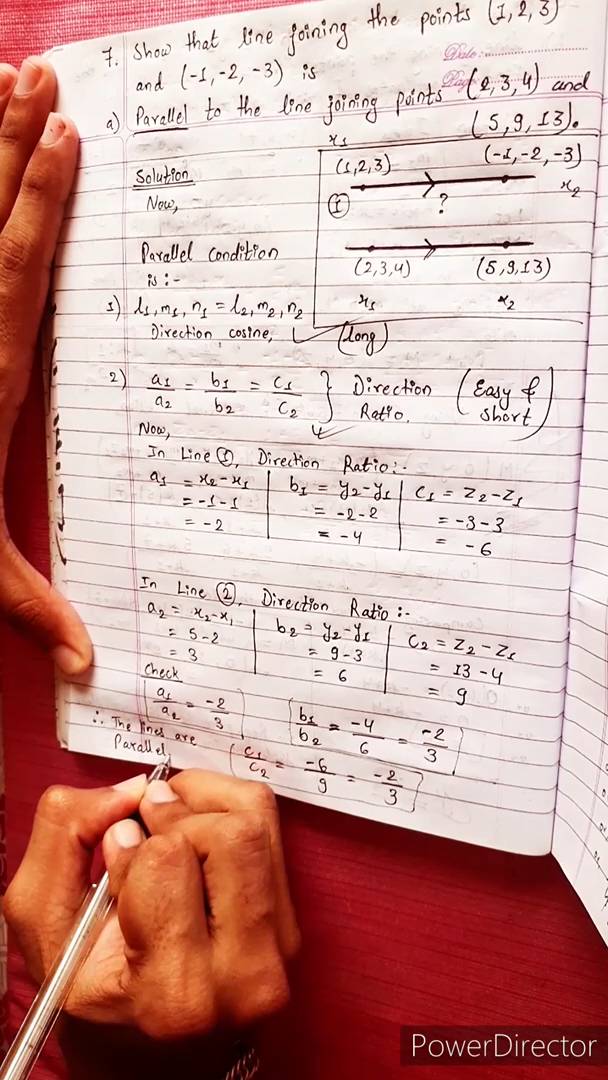 7. Show that line joining the points (1, 2, 3)
and (-1, -2, -3) is
Date:
Page
a) Parallel to the line joining points (2, 3, 4) and
(5, 9, 13).
Solution
Now,
x1
(1, 2, 3) (-1, -2, -3)
x2
①
?
(2, 3, 4) (5, 9, 13)
x1 x2
Parallel condition
is :-
1) l1, m1, n1 = l2, m2, n2
Direction cosine, (long)
2) a1/a2 = b1/b2 = c1/c2 } Direction Ratio. (Easy & short)
Now,
In Line ①, Direction Ratio:-
a1 = x2-x1 | b1 = y2-y1 | c1 = z2-z1
= -1-1 | = -2-2 | = -3-3
= -2 | = -4 | = -6
In Line ②, Direction Ratio :-
a2 = x2-x1 | b2 = y2-y1 | c2 = z2-z1
= 5-2 | = 9-3 | = 13-4
= 3 | = 6 | = 9
Check
a1/a2 = -2/3 b1/b2 = -4/6 = -2/3
∴ The lines are
Parallel,
c1/c2 = -6/9 = -2/3
PowerDirector